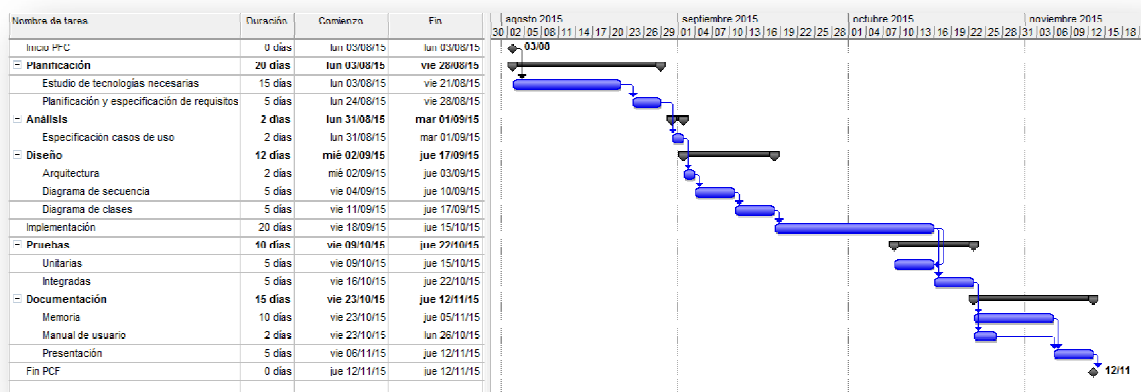 Nombre de tarea Duración Comienzo Fin agosto 2015 septiembre 2015 octubre 2015 noviembre 2015
30 02 05 08 11 14 17 20 23 26 29 01 04 07 10 13 16 19 22 25 28 01 04 07 10 13 16 19 22 25 28 31 03 06 09 12 15 18
Inicio PFC 0 días lun 03/08/15 lun 03/08/15 03/08
Planificación 20 días lun 03/08/15 vie 28/08/15
Estudio de tecnologías necesarias 15 días lun 03/08/15 vie 21/08/15
Planificación y especificación de requisitos 5 días lun 24/08/15 vie 28/08/15
Análisis 2 días lun 31/08/15 mar 01/09/15
Especificación casos de uso 2 días lun 31/08/15 mar 01/09/15
Diseño 12 días mié 02/09/15 jue 17/09/15
Arquitectura 2 días mié 02/09/15 jue 03/09/15
Diagrama de secuencia 5 días vie 04/09/15 jue 10/09/15
Diagrama de clases 5 días vie 11/09/15 jue 17/09/15
Implementación 20 días vie 18/09/15 jue 15/10/15
Pruebas 10 días vie 09/10/15 jue 22/10/15
Unitarias 5 días vie 09/10/15 jue 15/10/15
Integradas 5 días vie 16/10/15 jue 22/10/15
Documentación 15 días vie 23/10/15 jue 12/11/15
Memoria 10 días vie 23/10/15 jue 05/11/15
Manual de usuario 2 días vie 23/10/15 lun 26/10/15
Presentación 5 días vie 06/11/15 jue 12/11/15
Fin PCF 0 días jue 12/11/15 jue 12/11/15 12/11